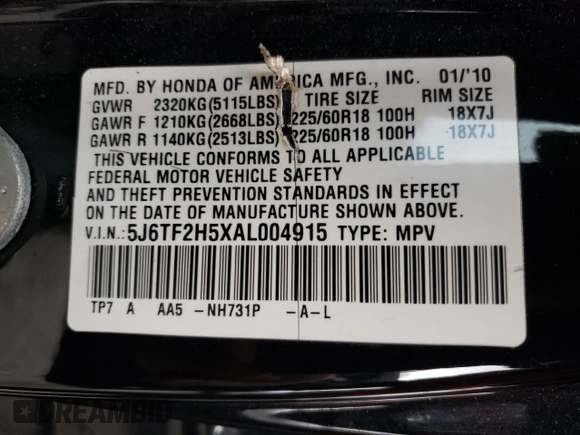 MFD. BY HONDA OF AMERICA MFG., INC. 01/'10
GVWR 2320KG(5115LBS) TIRE SIZE RIM SIZE
GAWR F 1210KG(2668LBS) 225/60R18 100H 18X7J
GAWR R 1140KG(2513LBS) 225/60R18 100H 18X7J
THIS VEHICLE CONFORMS TO ALL APPLICABLE
FEDERAL MOTOR VEHICLE SAFETY
AND THEFT PREVENTION STANDARDS IN EFFECT
ON THE DATE OF MANUFACTURE SHOWN ABOVE.
V.I.N.: 5J6TF2H5XAL004915 TYPE: MPV
TP7 A AA5 -NH731P -A-L
DREAMBID